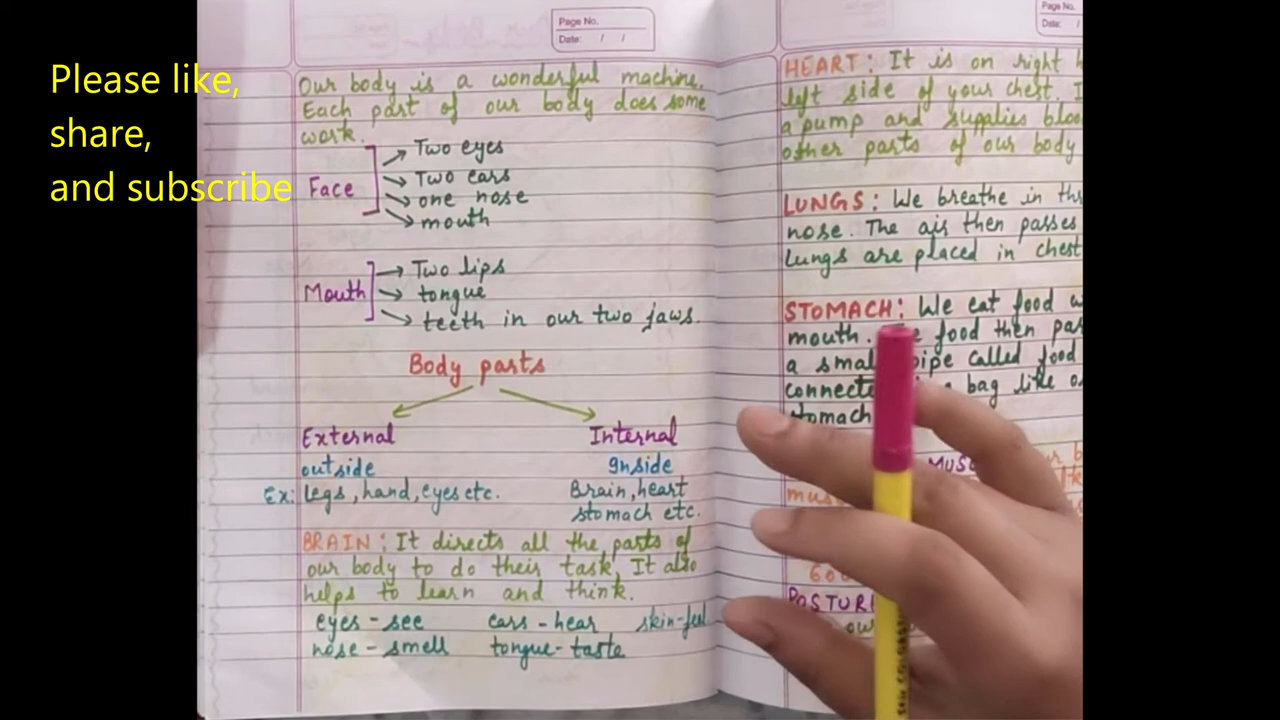 Please like,
share,
and subscribe
Page No.
Date: / /
Our body is a wonderful machine.
Each part of our body does some
work.
Face
Two eyes
Two ears
one nose
mouth
Mouth
Two lips
tongue
teeth in our two jaws.
Body parts
External
Internal
outside
Inside
Ex: legs, hand, eyes etc.
Brain, heart
stomach etc.
BRAIN: It directs all the parts of
our body to do their task. It also
helps to learn and think.
eyes - see
ears - hear
skin-feel
nose - smell
tongue - taste
Page No.
Date: /
HEART: It is on right
left side of your chest.
a pump and supplies
other parts of our body
LUNGS: We breathe in
nose. The air then passes
Lungs are placed in chest
STOMACH: We eat food
mouth. food then
a small pipe called food
a bag like
stomach
our